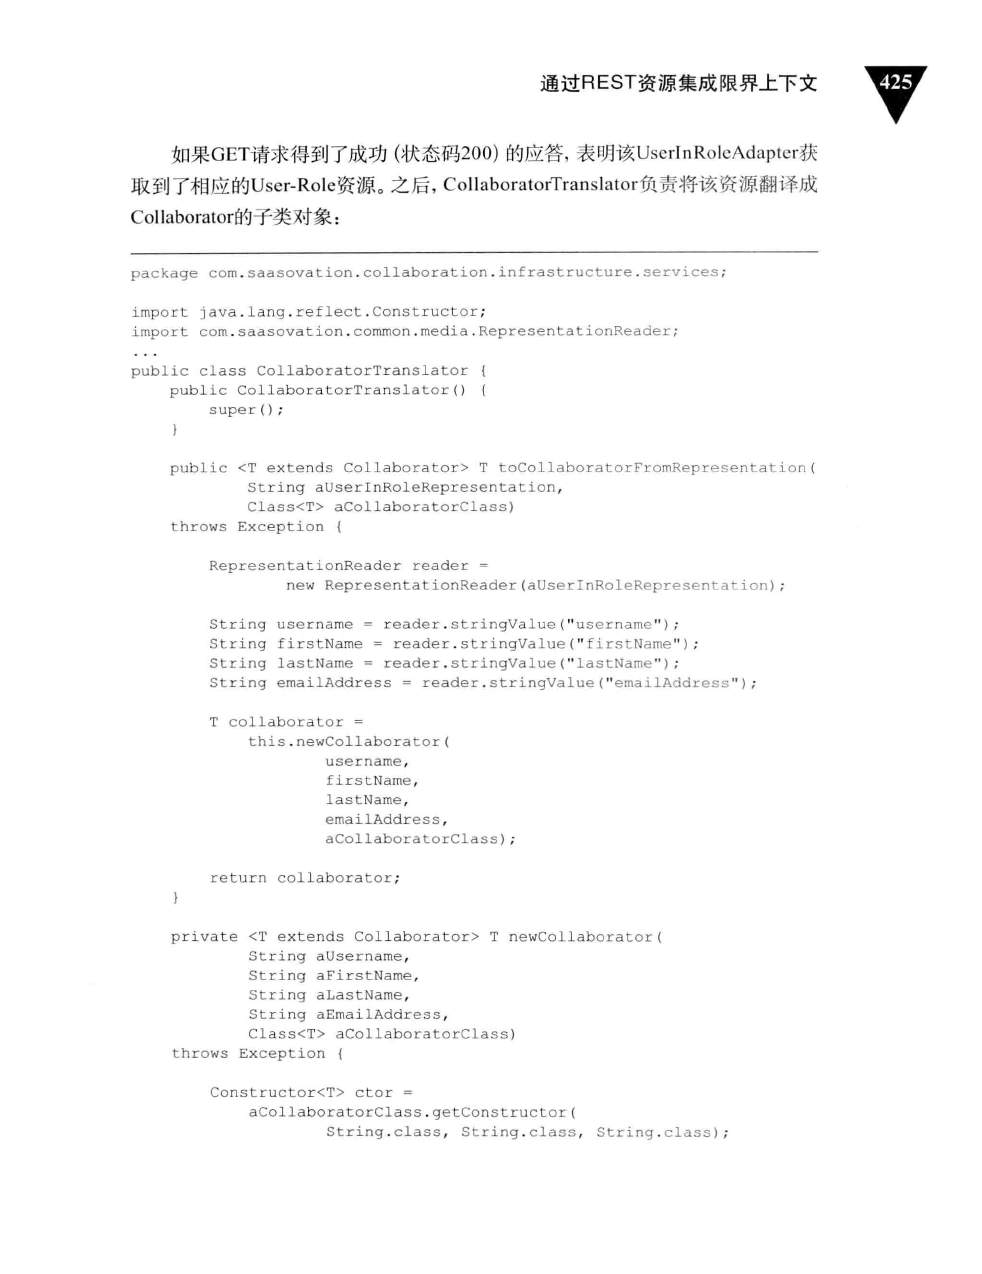 通过REST资源集成限界上下文
425
如果GET请求得到了成功(状态码200)的应答,表明该UserInRoleAdapter获
取到了相应的User-Role资源。之后,CollaboratorTranslator负责将该资源翻译成
Collaborator的子类对象:
package com.saasovation.collaboration.infrastructure.services;
import java.lang.reflect.Constructor;
import com.saasovation.common.media.RepresentationReader;
...
public class CollaboratorTranslator {
public CollaboratorTranslator() {
super();
}
public <T extends Collaborator> T toCollaboratorFromRepresentation(
String aUserInRoleRepresentation,
Class<T> aCollaboratorClass)
throws Exception {
RepresentationReader reader =
new RepresentationReader(aUserInRoleRepresentation);
String username = reader.stringValue("username");
String firstName = reader.stringValue("firstName");
String lastName = reader.stringValue("lastName");
String emailAddress = reader.stringValue("emailAddress");
T collaborator =
this.newCollaborator(
username,
firstName,
lastName,
emailAddress,
aCollaboratorClass);
return collaborator;
}
private <T extends Collaborator> T newCollaborator(
String aUsername,
String aFirstName,
String aLastName,
String aEmailAddress,
Class<T> aCollaboratorClass)
throws Exception {
Constructor<T> ctor =
aCollaboratorClass.getConstructor(
String.class, String.class, String.class);